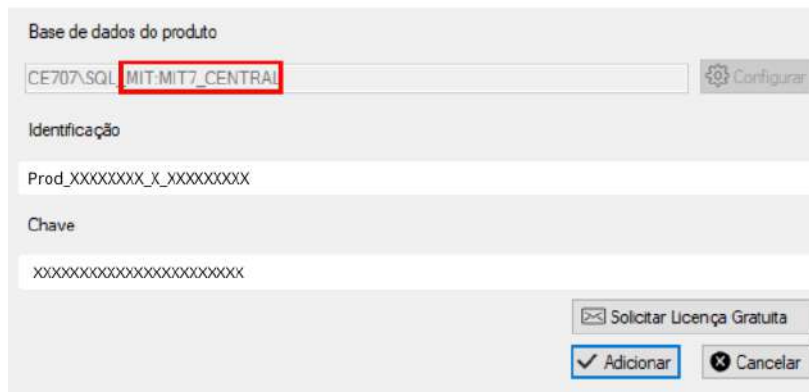 Base de dados do produto
CE707\SQL_MIT:MIT7_CENTRAL
Configurar
Identificação
Prod_XXXXXXXX_X_XXXXXXXXX
Chave
XXXXXXXXXXXXXXXXXXXXXXX
Solicitar Licença Gratuita
Adicionar Cancelar